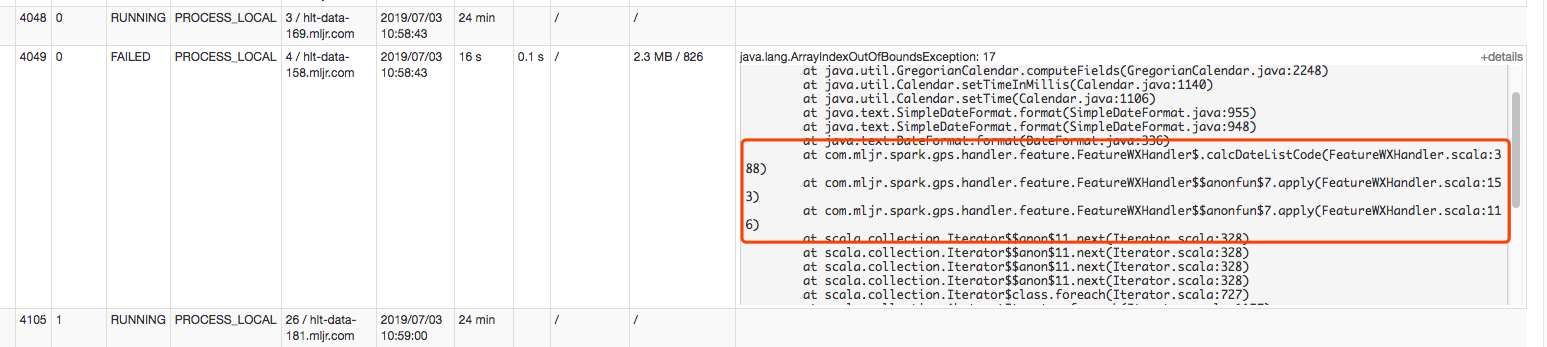 4048 0 RUNNING PROCESS_LOCAL 3 / hlt-data- 2019/07/03 24 min / /
169.mljr.com 10:58:43
4049 0 FAILED PROCESS_LOCAL 4 / hlt-data- 2019/07/03 16 s 0.1 s / 2.3 MB / 826 java.lang.ArrayIndexOutOfBoundsException: 17 +details
158.mljr.com 10:58:43
at java.util.GregorianCalendar.computeFields(GregorianCalendar.java:2248)
at java.util.Calendar.setTimeInMillis(Calendar.java:1140)
at java.util.Calendar.setTime(Calendar.java:1106)
at java.text.SimpleDateFormat.format(SimpleDateFormat.java:955)
at java.text.SimpleDateFormat.format(SimpleDateFormat.java:948)
at java.text.DateFormat.format(DateFormat.java:336)
at com.mljr.spark.gps.handler.feature.FeatureWXHandler$.calcDateListCode(FeatureWXHandler.scala:3
88)
at com.mljr.spark.gps.handler.feature.FeatureWXHandler$$anonfun$7.apply(FeatureWXHandler.scala:15
3)
at com.mljr.spark.gps.handler.feature.FeatureWXHandler$$anonfun$7.apply(FeatureWXHandler.scala:11
6)
at scala.collection.Iterator$$anon$11.next(Iterator.scala:328)
at scala.collection.Iterator$$anon$11.next(Iterator.scala:328)
at scala.collection.Iterator$$anon$11.next(Iterator.scala:328)
at scala.collection.Iterator$$anon$11.next(Iterator.scala:328)
at scala.collection.Iterator$class.foreach(Iterator.scala:727)
4105 1 RUNNING PROCESS_LOCAL 26 / hlt-data- 2019/07/03 24 min / /
181.mljr.com 10:59:00